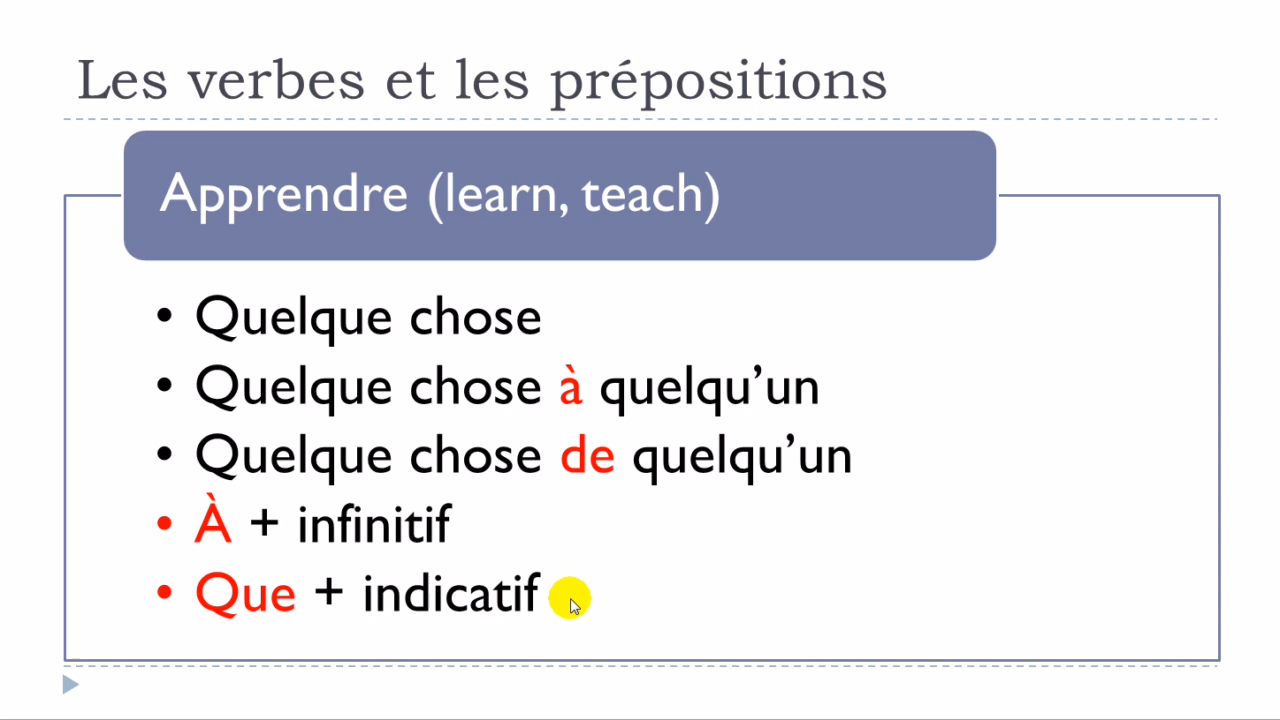 Les verbes et les prépositions
Apprendre (learn, teach)
• Quelque chose
• Quelque chose à quelqu’un
• Quelque chose de quelqu’un
• À + infinitif
• Que + indicatif